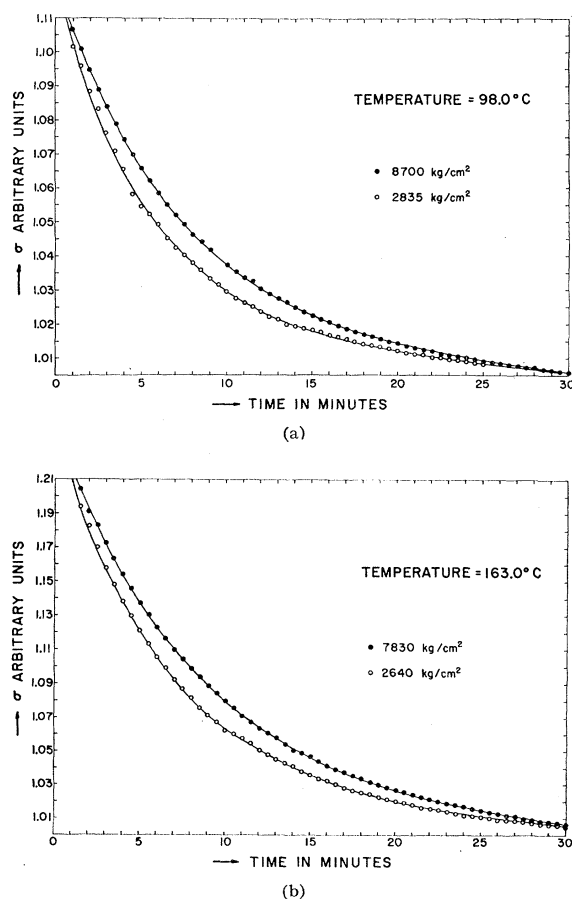 1.11
1.10
1.09
1.08
1.07
1.06
1.05
1.04
1.03
1.02
1.01
σ ARBITRARY UNITS
TEMPERATURE = 98.0°C
8700 kg/cm²
2835 kg/cm²
0 5 10 15 20 25 30
TIME IN MINUTES
(a)
1.21
1.19
1.17
1.15
1.13
1.11
1.09
1.07
1.05
1.03
1.01
σ ARBITRARY UNITS
TEMPERATURE = 163.0°C
7830 kg/cm²
2640 kg/cm²
0 5 10 15 20 25 30
TIME IN MINUTES
(b)